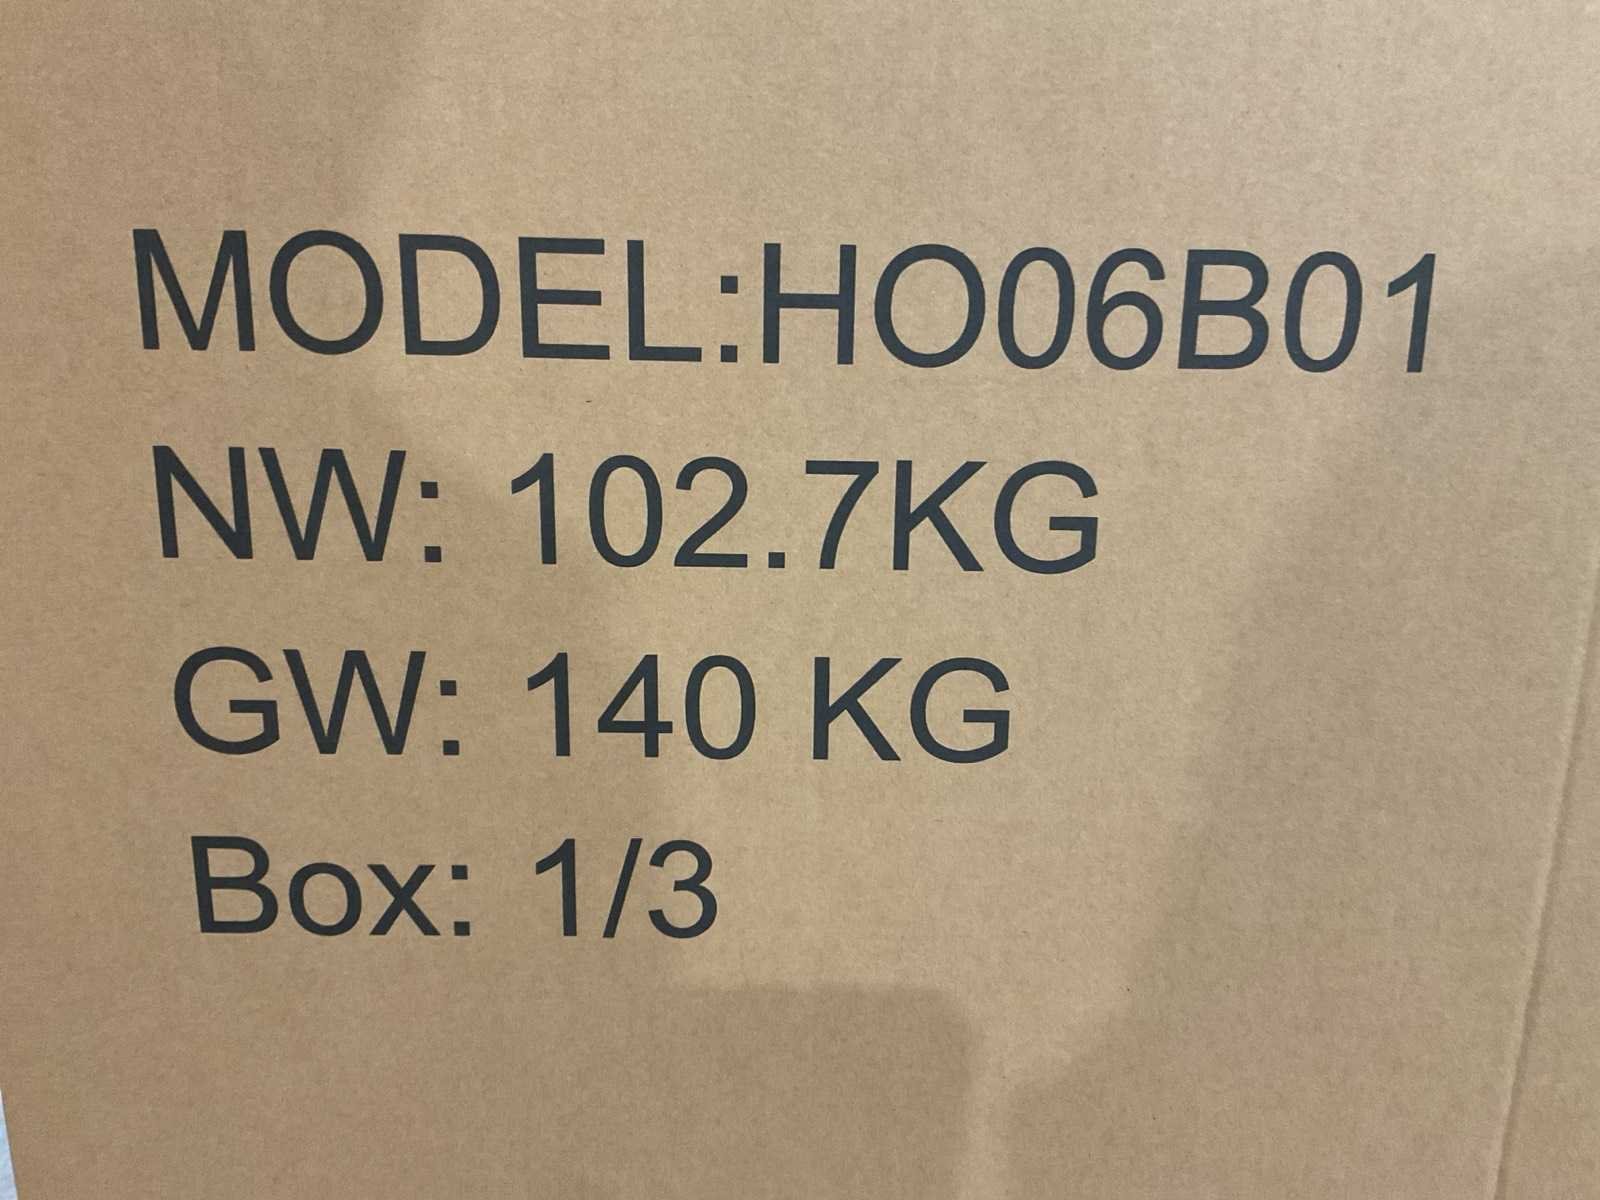 MODEL:HO06B01
NW: 102.7KG
GW: 140 KG
Box: 1/3